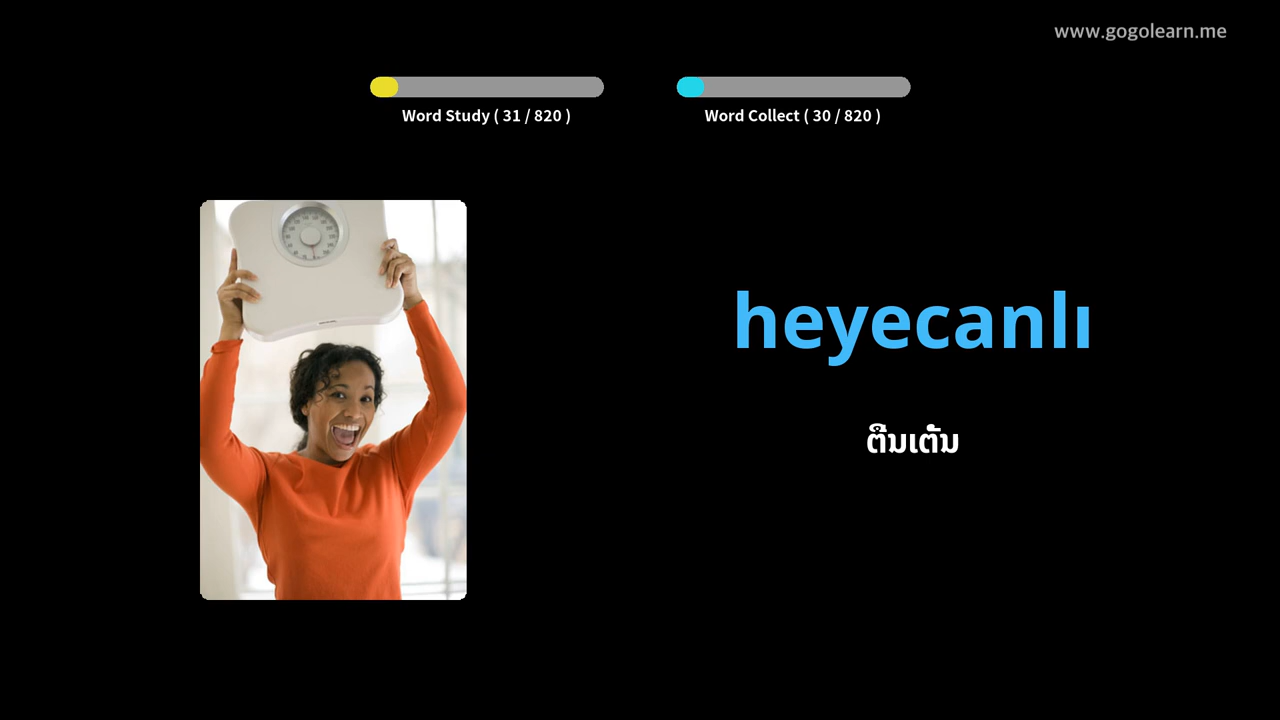 www.gogolearn.me
Word Study ( 31 / 820 )
Word Collect ( 30 / 820 )
heyecanlı
ຕື່ນເຕັ້ນ